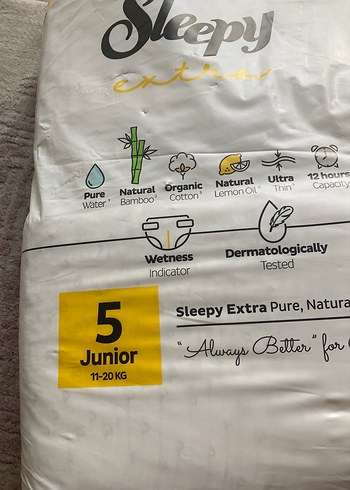 Sleepy
extra
Pure Water
Natural Bamboo
Organic Cotton
Natural Lemon Oil
Ultra Thin
12 hours Capacity
Wetness Indicator
Dermatologically Tested
5
Junior
11-20 KG
Sleepy Extra Pure, Natura
"Always Better" for